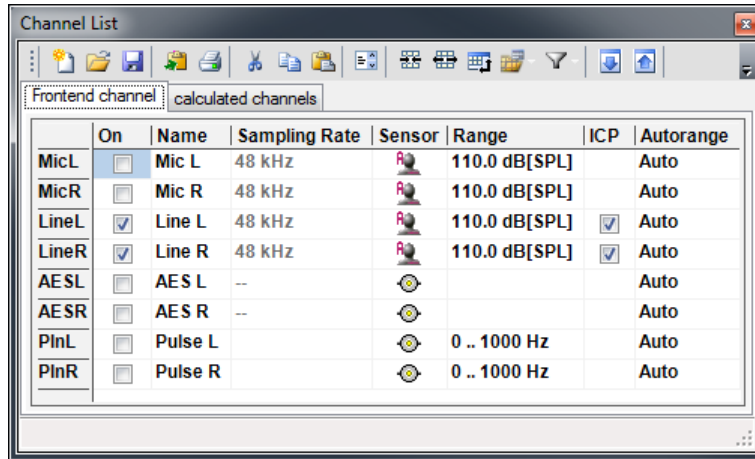 Channel List
Frontend channel calculated channels
On Name Sampling Rate Sensor Range ICP Autorange
MicL Mic L 48 kHz 110.0 dB[SPL] Auto
MicR Mic R 48 kHz 110.0 dB[SPL] Auto
LineL Line L 48 kHz 110.0 dB[SPL] Auto
LineR Line R 48 kHz 110.0 dB[SPL] Auto
AESL AES L -- Auto
AESR AES R -- Auto
PInL Pulse L 0 .. 1000 Hz Auto
PInR Pulse R 0 .. 1000 Hz Auto